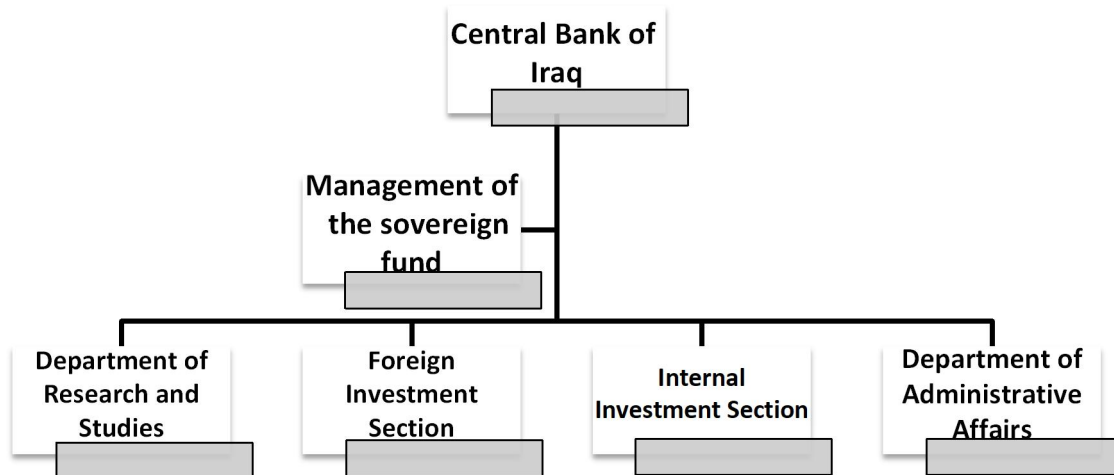 Central Bank of
Iraq
Management of
the sovereign
fund
Department of
Research and
Studies
Foreign
Investment
Section
Internal
Investment Section
Department of
Administrative
Affairs